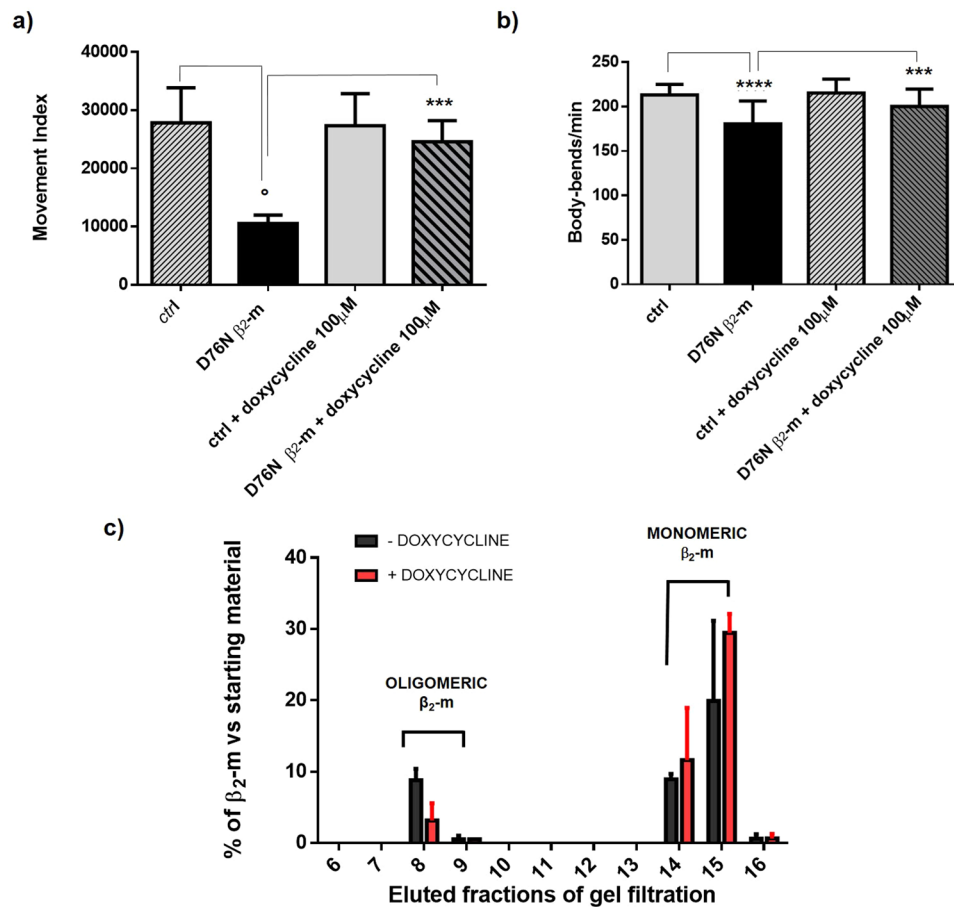 a)
Movement Index
40000
30000
20000
10000
0
°
***
ctrl
D76N β2-m
ctrl + doxycycline 100μM
D76N β2-m + doxycycline 100μM
b)
Body-bends/min
250
200
150
100
50
0
****
***
ctrl
D76N β2-m
ctrl + doxycycline 100μM
D76N β2-m + doxycycline 100μM
c)
% of β2-m vs starting material
40
30
20
10
0
- DOXYCYCLINE
+ DOXYCYCLINE
OLIGOMERIC
β2-m
MONOMERIC
β2-m
6 7 8 9 10 11 12 13 14 15 16
Eluted fractions of gel filtration